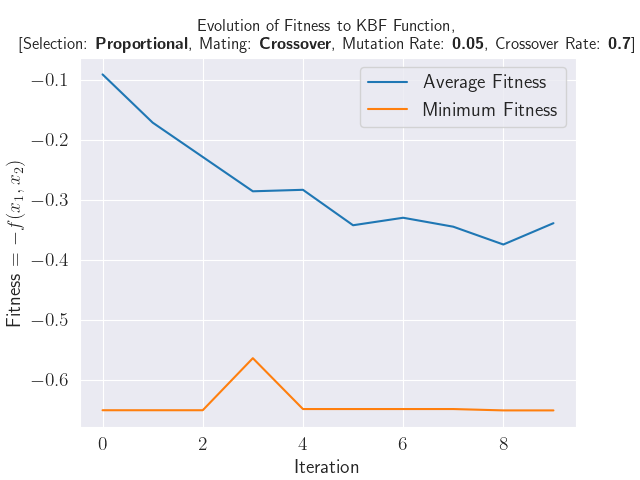 Evolution of Fitness to KBF Function,
[Selection: Proportional, Mating: Crossover, Mutation Rate: 0.05, Crossover Rate: 0.7]
Average Fitness
Minimum Fitness
−0.1
−0.2
−0.3
−0.4
−0.5
−0.6
Fitness = −f(x₁, x₂)
0 2 4 6 8
Iteration